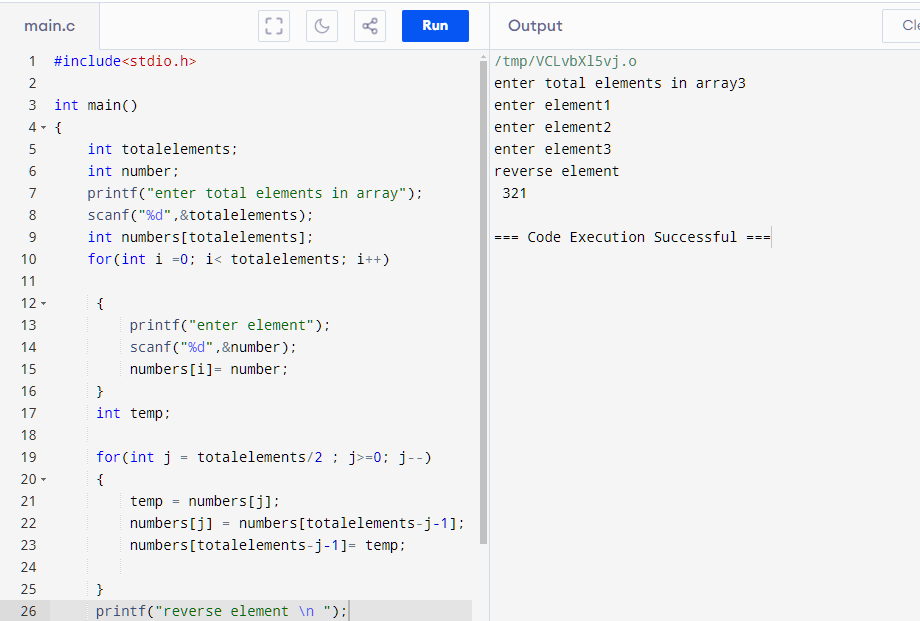 main.c
Run
Output
1 #include<stdio.h>
2
3 int main()
4 {
5 int totalelements;
6 int number;
7 printf("enter total elements in array");
8 scanf("%d",&totalelements);
9 int numbers[totalelements];
10 for(int i =0; i< totalelements; i++)
11
12 {
13 printf("enter element");
14 scanf("%d",&number);
15 numbers[i]= number;
16 }
17 int temp;
18
19 for(int j = totalelements/2 ; j>=0; j--)
20 {
21 temp = numbers[j];
22 numbers[j] = numbers[totalelements-j-1];
23 numbers[totalelements-j-1]= temp;
24
25 }
26 printf("reverse element \n ");
/tmp/VCLvbXl5vj.o
enter total elements in array3
enter element1
enter element2
enter element3
reverse element
321
=== Code Execution Successful ===